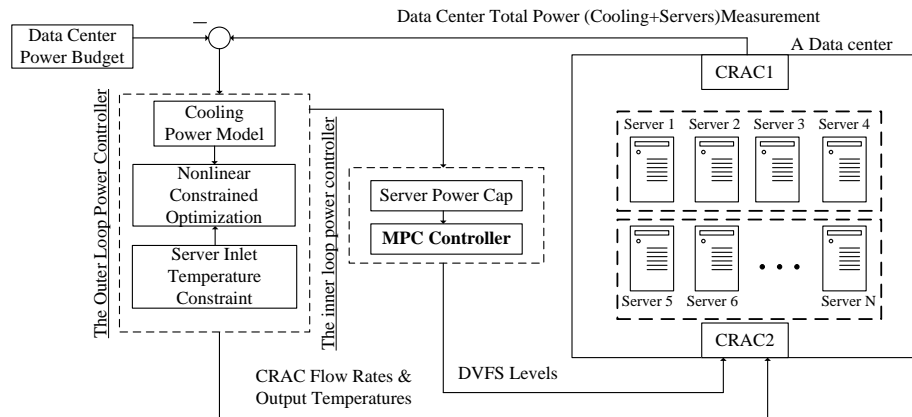 Data Center Total Power (Cooling+Servers)Measurement
Data Center
Power Budget
A Data center
CRAC1
The Outer Loop Power Controller
Cooling
Power Model
Nonlinear
Constrained
Optimization
Server Inlet
Temperature
Constraint
The inner loop power controller
Server Power Cap
MPC Controller
Server 1
Server 2
Server 3
Server 4
Server 5
Server 6
Server N
CRAC2
CRAC Flow Rates &
Output Temperatures
DVFS Levels